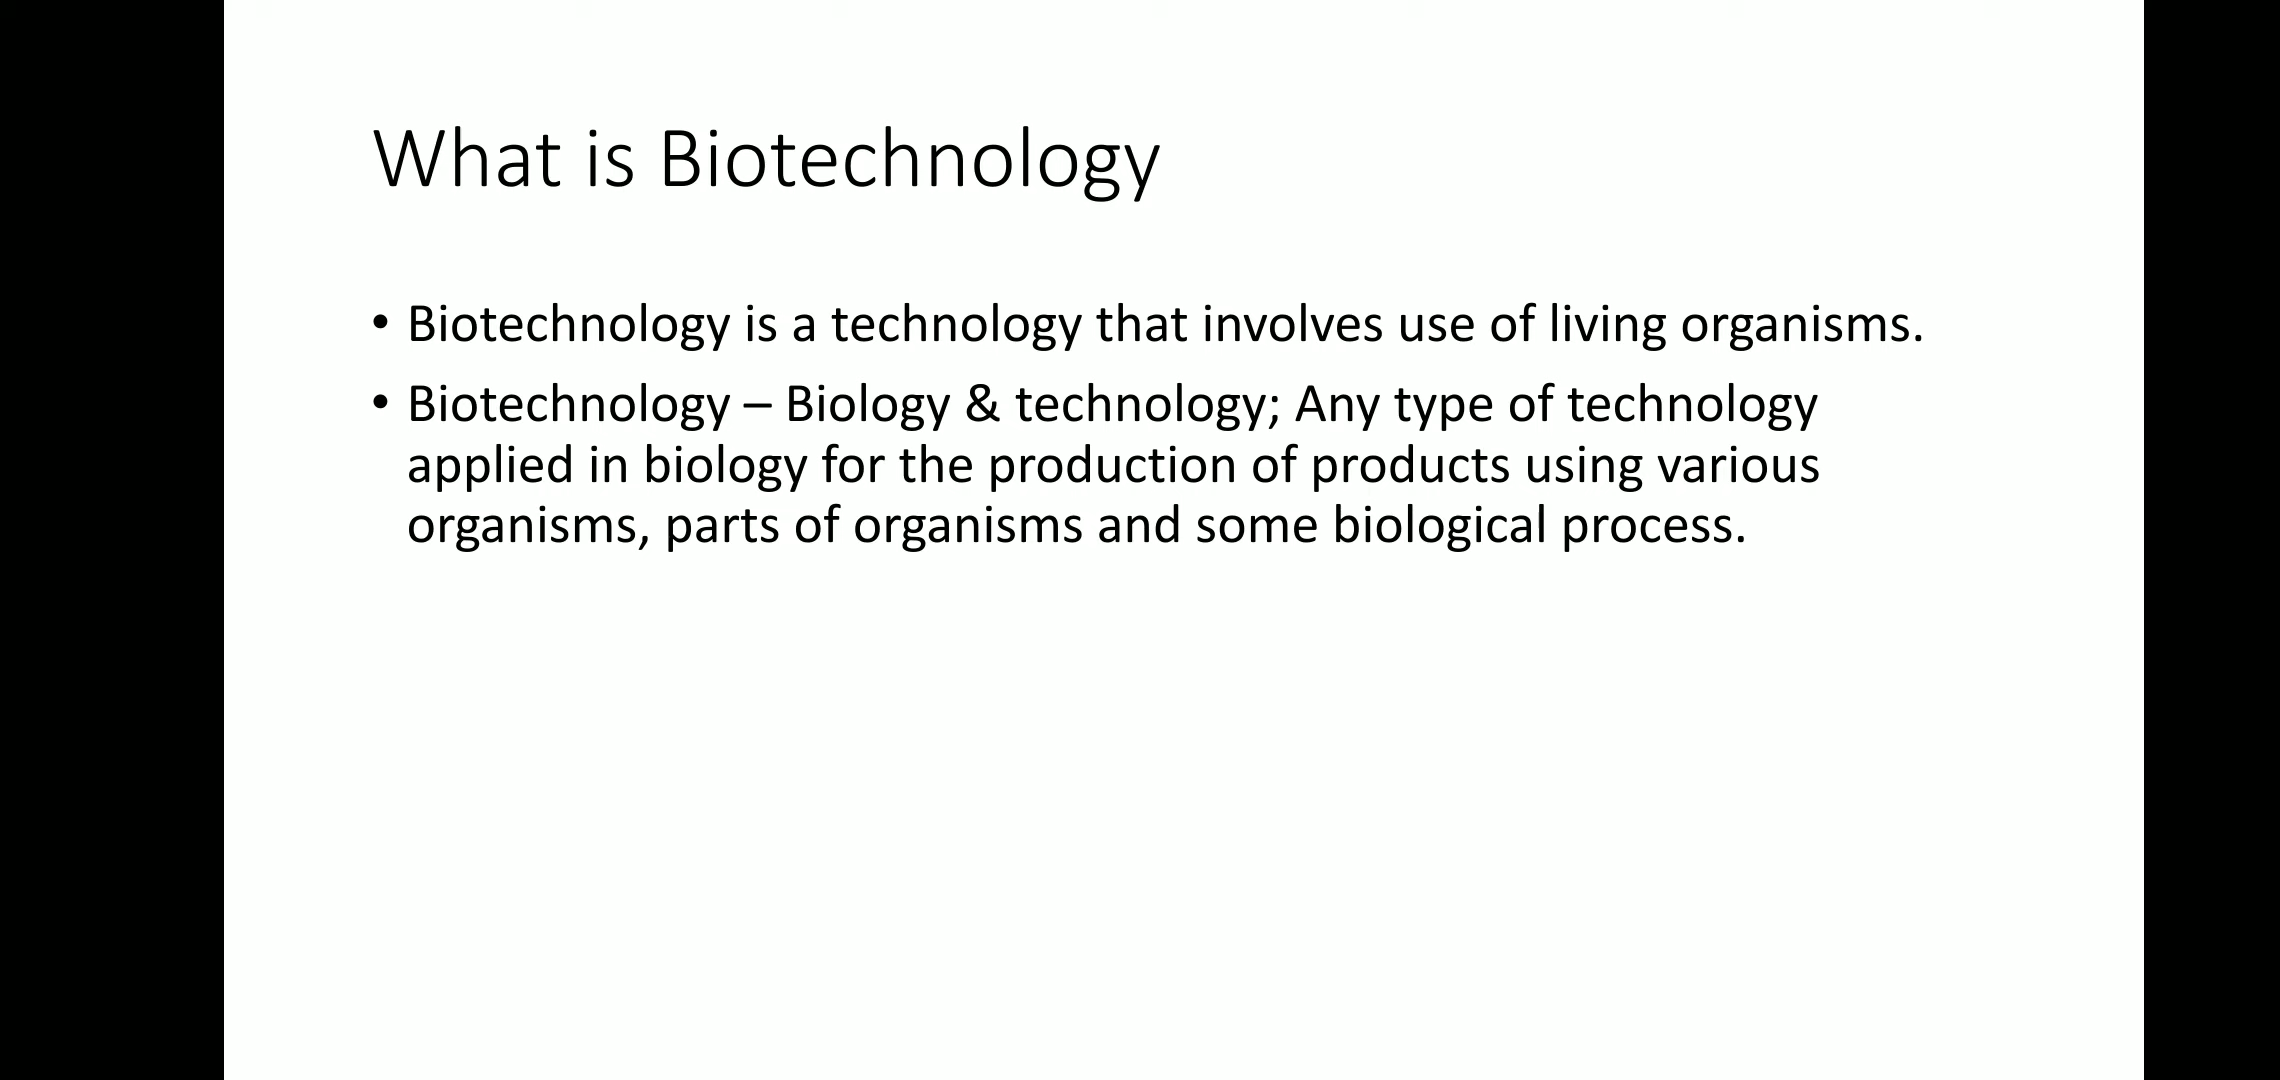 What is Biotechnology
• Biotechnology is a technology that involves use of living organisms.
• Biotechnology – Biology & technology; Any type of technology
applied in biology for the production of products using various
organisms, parts of organisms and some biological process.